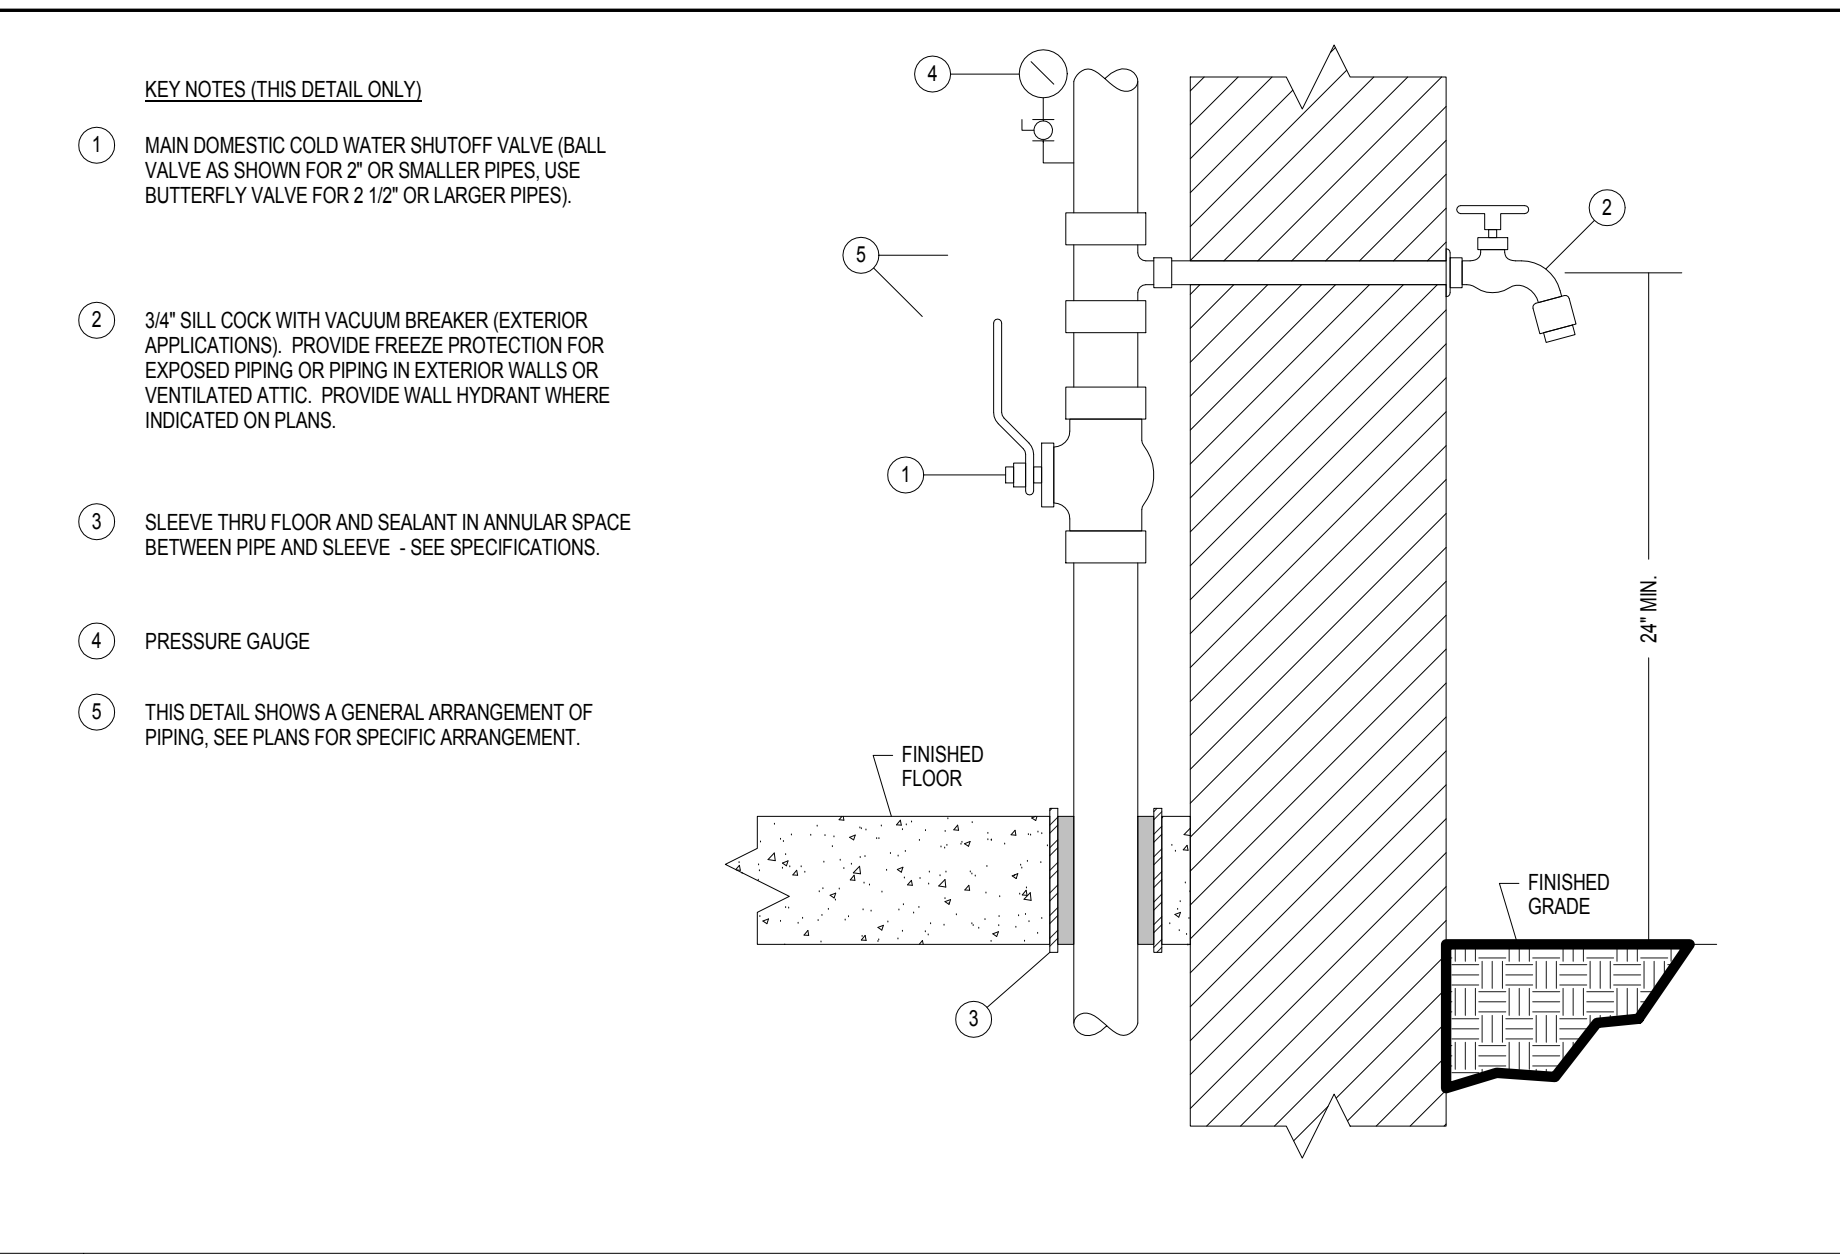 KEY NOTES (THIS DETAIL ONLY)
1 MAIN DOMESTIC COLD WATER SHUTOFF VALVE (BALL
VALVE AS SHOWN FOR 2" OR SMALLER PIPES, USE
BUTTERFLY VALVE FOR 2 1/2" OR LARGER PIPES).
2 3/4" SILL COCK WITH VACUUM BREAKER (EXTERIOR
APPLICATIONS). PROVIDE FREEZE PROTECTION FOR
EXPOSED PIPING OR PIPING IN EXTERIOR WALLS OR
VENTILATED ATTIC. PROVIDE WALL HYDRANT WHERE
INDICATED ON PLANS.
3 SLEEVE THRU FLOOR AND SEALANT IN ANNULAR SPACE
BETWEEN PIPE AND SLEEVE - SEE SPECIFICATIONS.
4 PRESSURE GAUGE
5 THIS DETAIL SHOWS A GENERAL ARRANGEMENT OF
PIPING, SEE PLANS FOR SPECIFIC ARRANGEMENT.
4
2
5
1
24" MIN.
FINISHED
FLOOR
FINISHED
GRADE
3